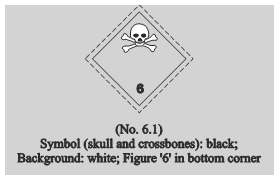 6
(No. 6.1)
Symbol (skull and crossbones): black;
Background: white; Figure '6' in bottom corner